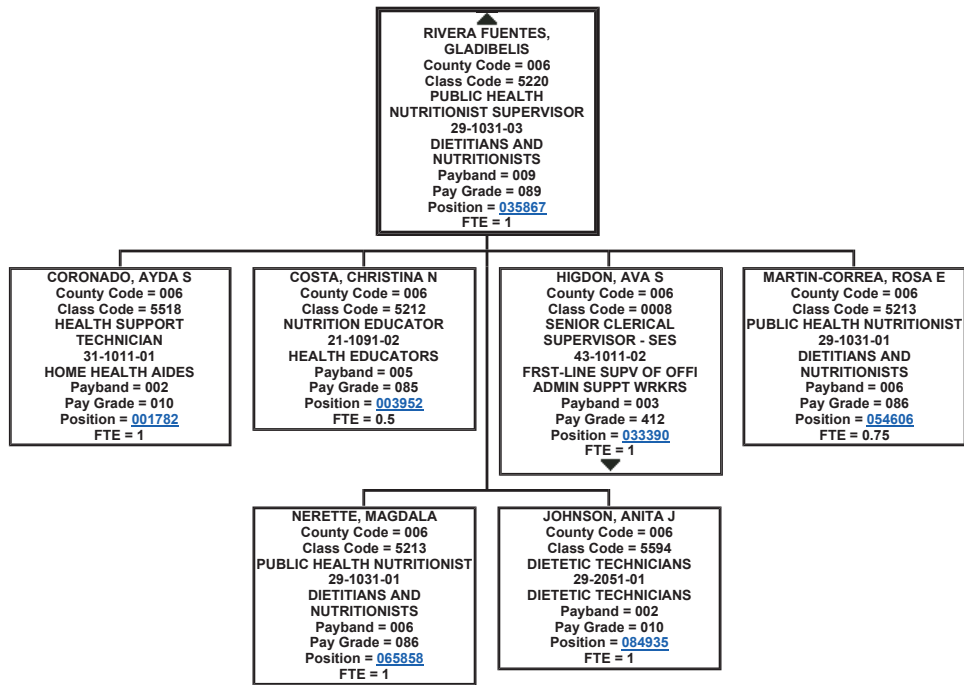 RIVERA FUENTES,
GLADIBELIS
County Code = 006
Class Code = 5220
PUBLIC HEALTH
NUTRITIONIST SUPERVISOR
29-1031-03
DIETITIANS AND
NUTRITIONISTS
Payband = 009
Pay Grade = 089
Position = 035867
FTE = 1
CORONADO, AYDA S
County Code = 006
Class Code = 5518
HEALTH SUPPORT
TECHNICIAN
31-1011-01
HOME HEALTH AIDES
Payband = 002
Pay Grade = 010
Position = 001782
FTE = 1
COSTA, CHRISTINA N
County Code = 006
Class Code = 5212
NUTRITION EDUCATOR
21-1091-02
HEALTH EDUCATORS
Payband = 005
Pay Grade = 085
Position = 003952
FTE = 0.5
HIGDON, AVA S
County Code = 006
Class Code = 0008
SENIOR CLERICAL
SUPERVISOR - SES
43-1011-02
FRST-LINE SUPV OF OFFI
ADMIN SUPPT WRKRS
Payband = 003
Pay Grade = 412
Position = 033390
FTE = 1
MARTIN-CORREA, ROSA E
County Code = 006
Class Code = 5213
PUBLIC HEALTH NUTRITIONIST
29-1031-01
DIETITIANS AND
NUTRITIONISTS
Payband = 006
Pay Grade = 086
Position = 054606
FTE = 0.75
NERETTE, MAGDALA
County Code = 006
Class Code = 5213
PUBLIC HEALTH NUTRITIONIST
29-1031-01
DIETITIANS AND
NUTRITIONISTS
Payband = 006
Pay Grade = 086
Position = 065858
FTE = 1
JOHNSON, ANITA J
County Code = 006
Class Code = 5594
DIETETIC TECHNICIANS
29-2051-01
DIETETIC TECHNICIANS
Payband = 002
Pay Grade = 010
Position = 084935
FTE = 1